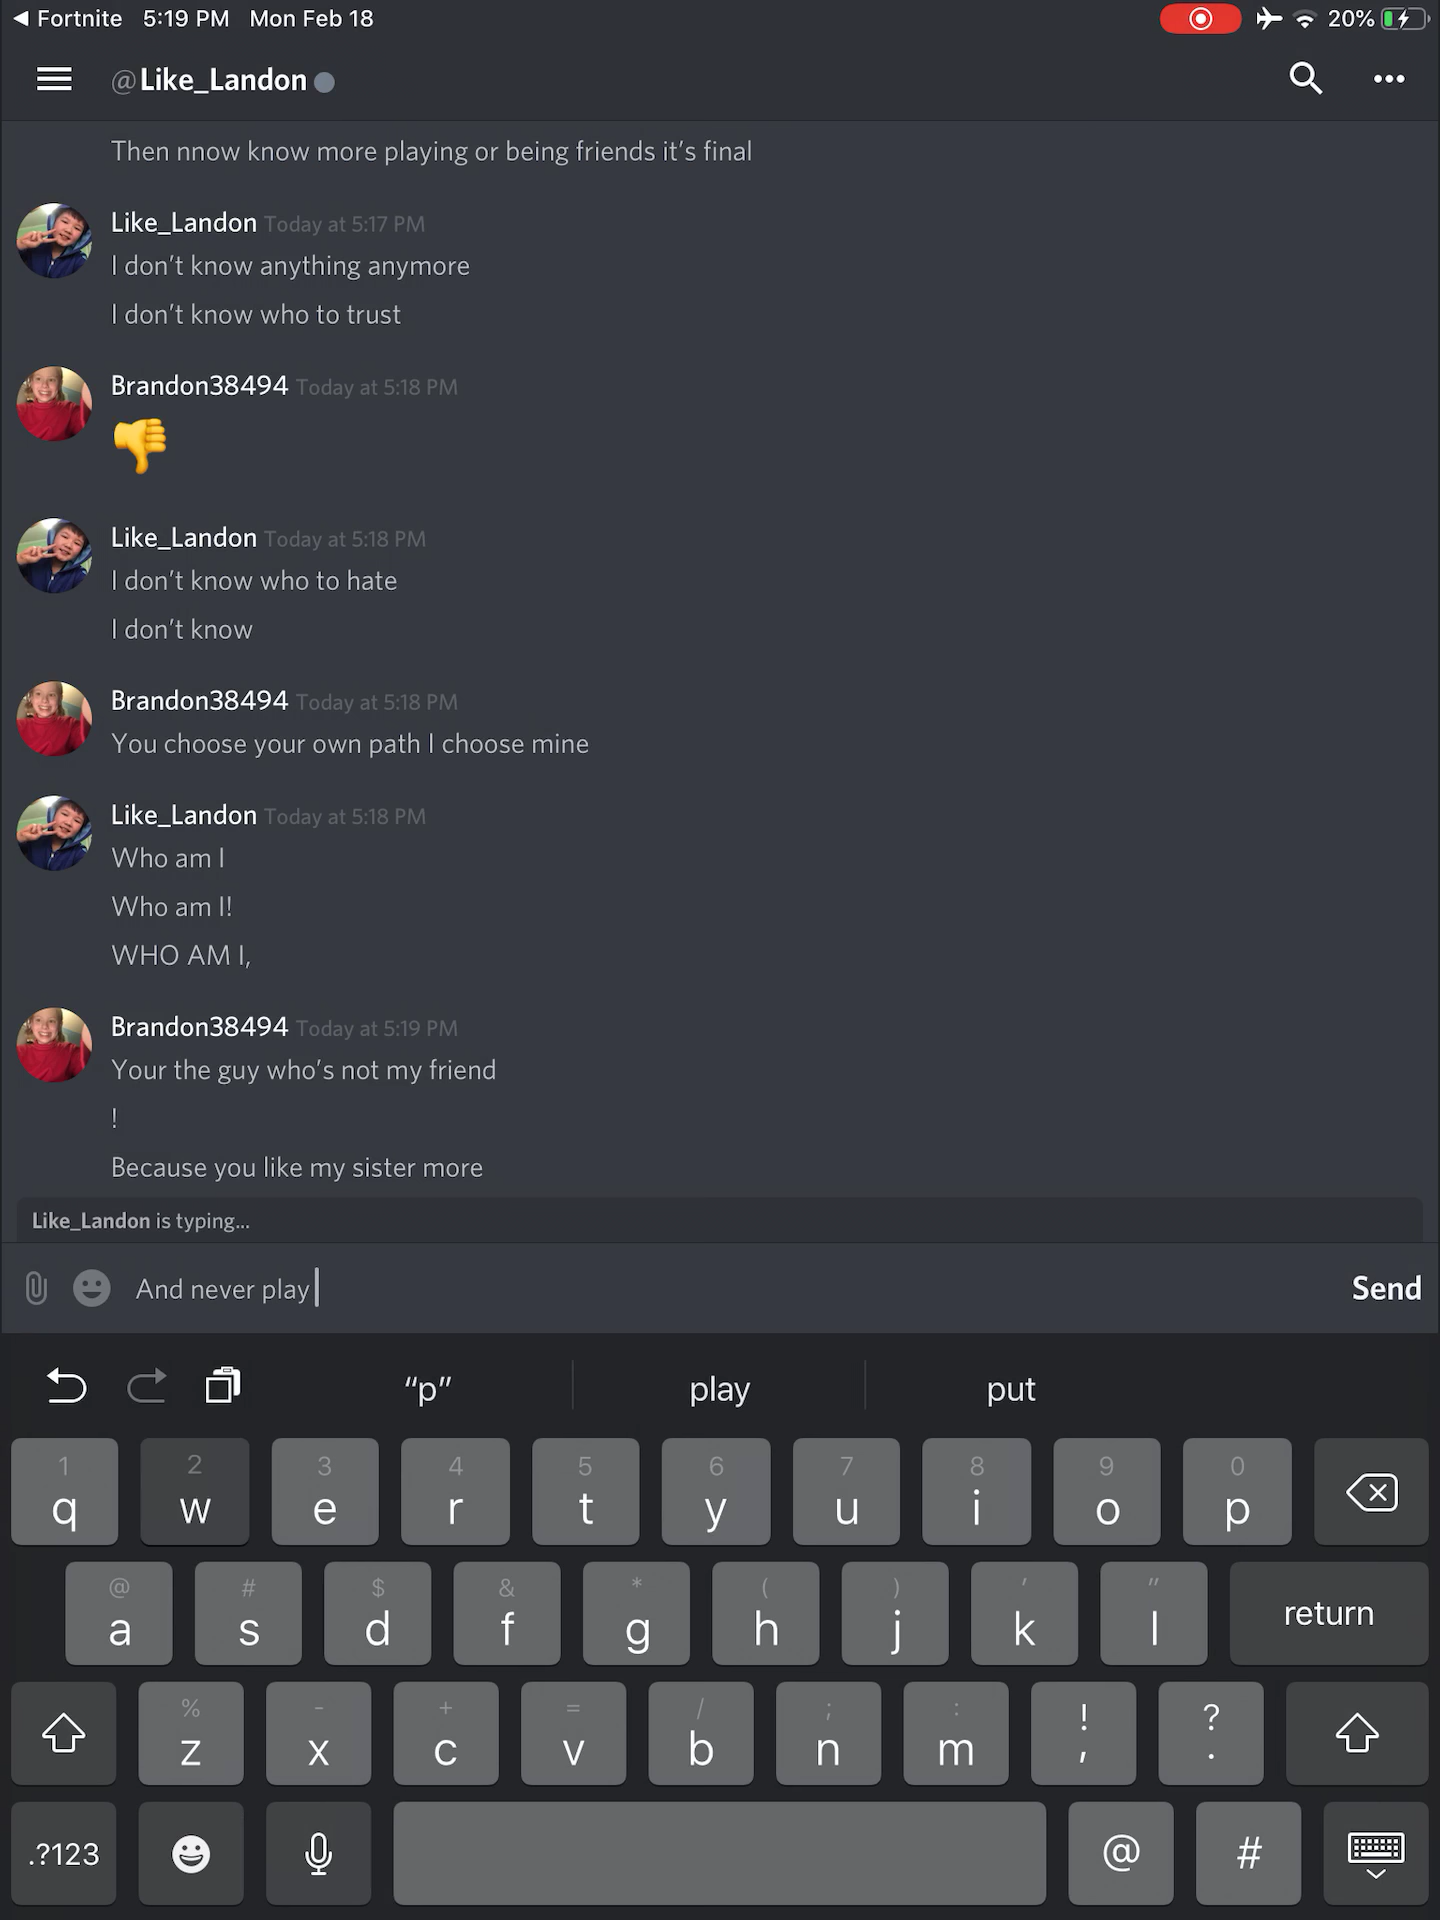 Fortnite 5:19 PM Mon Feb 18 20%
@Like_Landon
Then nnow know more playing or being friends it's final
Like_Landon Today at 5:17 PM
I don't know anything anymore
I don't know who to trust
Brandon38494 Today at 5:18 PM
Like_Landon Today at 5:18 PM
I don't know who to hate
I don't know
Brandon38494 Today at 5:18 PM
You choose your own path I choose mine
Like_Landon Today at 5:18 PM
Who am I
Who am I!
WHO AM I,
Brandon38494 Today at 5:19 PM
Your the guy who's not my friend
!
Because you like my sister more
Like_Landon is typing...
And never play Send
"p" play put
1 2 3 4 5 6 7 8 9 0
q w e r t y u i o p
@ # $ & * ( ) ' "
a s d f g h j k l return
% - + = / ; : ! ?
z x c v b n m , .
.?123 @ #